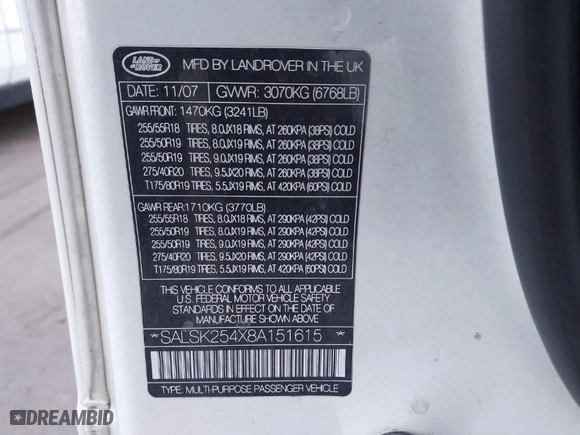 LAND ROVER
MFD BY LANDROVER IN THE UK
DATE: 11/07 GVWR: 3070KG (6768LB)
GAWR FRONT: 1470KG (3241LB)
255/55R18 TIRES, 8.0JX18 RIMS, AT 260KPA (38PSI) COLD
255/50R19 TIRES, 8.0JX19 RIMS, AT 260KPA (38PSI) COLD
255/50R19 TIRES, 9.0JX19 RIMS, AT 260KPA (38PSI) COLD
275/40R20 TIRES, 9.5JX20 RIMS, AT 260KPA (38PSI) COLD
T175/80R19 TIRES, 5.5JX19 RIMS, AT 420KPA (60PSI) COLD
GAWR REAR: 1710KG (3770LB)
255/55R18 TIRES, 8.0JX18 RIMS, AT 290KPA (42PSI) COLD
255/50R19 TIRES, 8.0JX19 RIMS, AT 290KPA (42PSI) COLD
255/50R19 TIRES, 9.0JX19 RIMS, AT 290KPA (42PSI) COLD
275/40R20 TIRES, 9.5JX20 RIMS, AT 290KPA (42PSI) COLD
T175/80R19 TIRES, 5.5JX19 RIMS, AT 420KPA (60PSI) COLD
THIS VEHICLE CONFORMS TO ALL APPLICABLE
U.S. FEDERAL MOTOR VEHICLE SAFETY
STANDARDS IN EFFECT ON THE DATE OF
MANUFACTURE SHOWN ABOVE
*SALSK254X8A151615 *
TYPE: MULTI-PURPOSE PASSENGER VEHICLE
DREAMBID